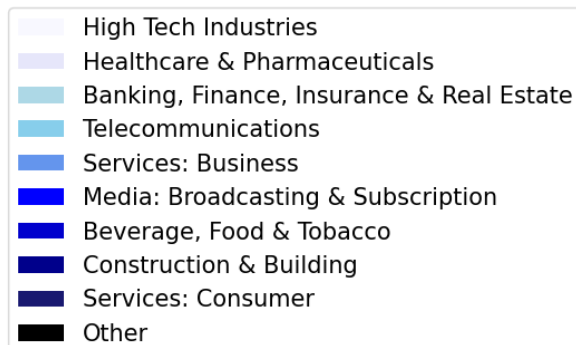 High Tech Industries
Healthcare & Pharmaceuticals
Banking, Finance, Insurance & Real Estate
Telecommunications
Services: Business
Media: Broadcasting & Subscription
Beverage, Food & Tobacco
Construction & Building
Services: Consumer
Other